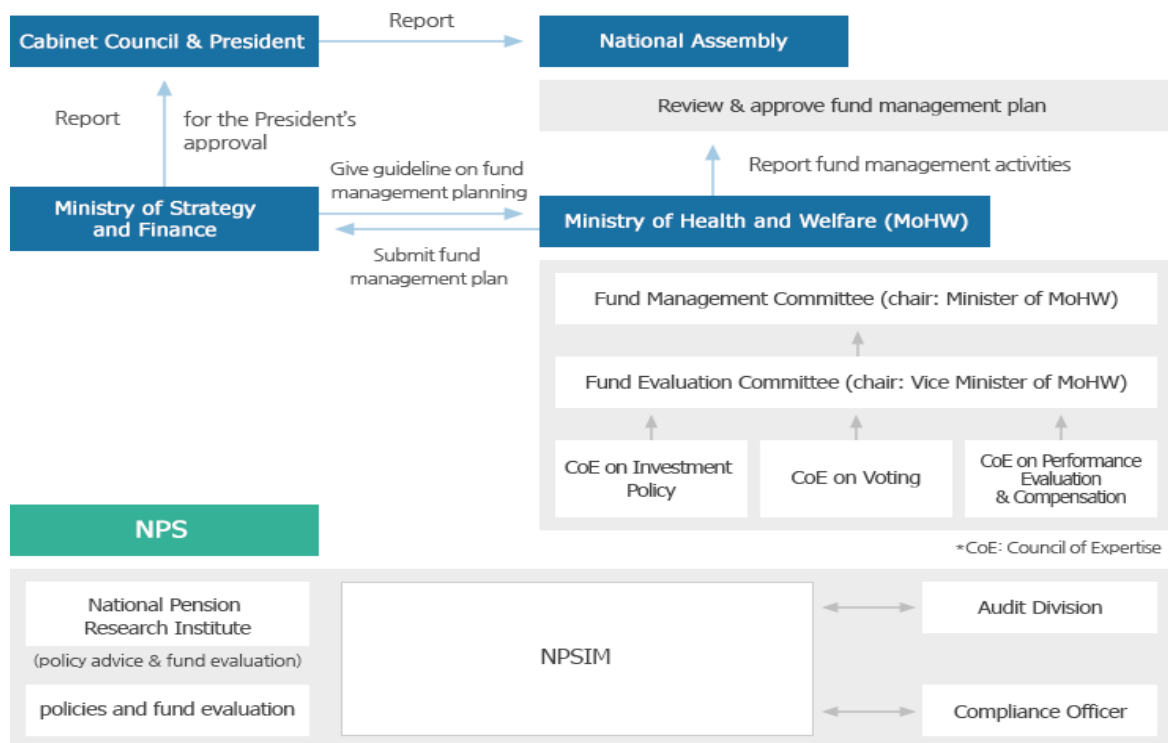 Report
Cabinet Council & President
National Assembly
Review & approve fund management plan
Report
for the President's
approval
Report fund management activities
Give guideline on fund
management planning
Ministry of Strategy
and Finance
Ministry of Health and Welfare (MoHW)
Submit fund
management plan
Fund Management Committee (chair: Minister of MoHW)
Fund Evaluation Committee (chair: Vice Minister of MoHW)
CoE on Investment
Policy
CoE on Voting
CoE on Performance
Evaluation
& Compensation
*CoE: Council of Expertise
NPS
National Pension
Research Institute
(policy advice & fund evaluation)
policies and fund evaluation
NPSIM
Audit Division
Compliance Officer